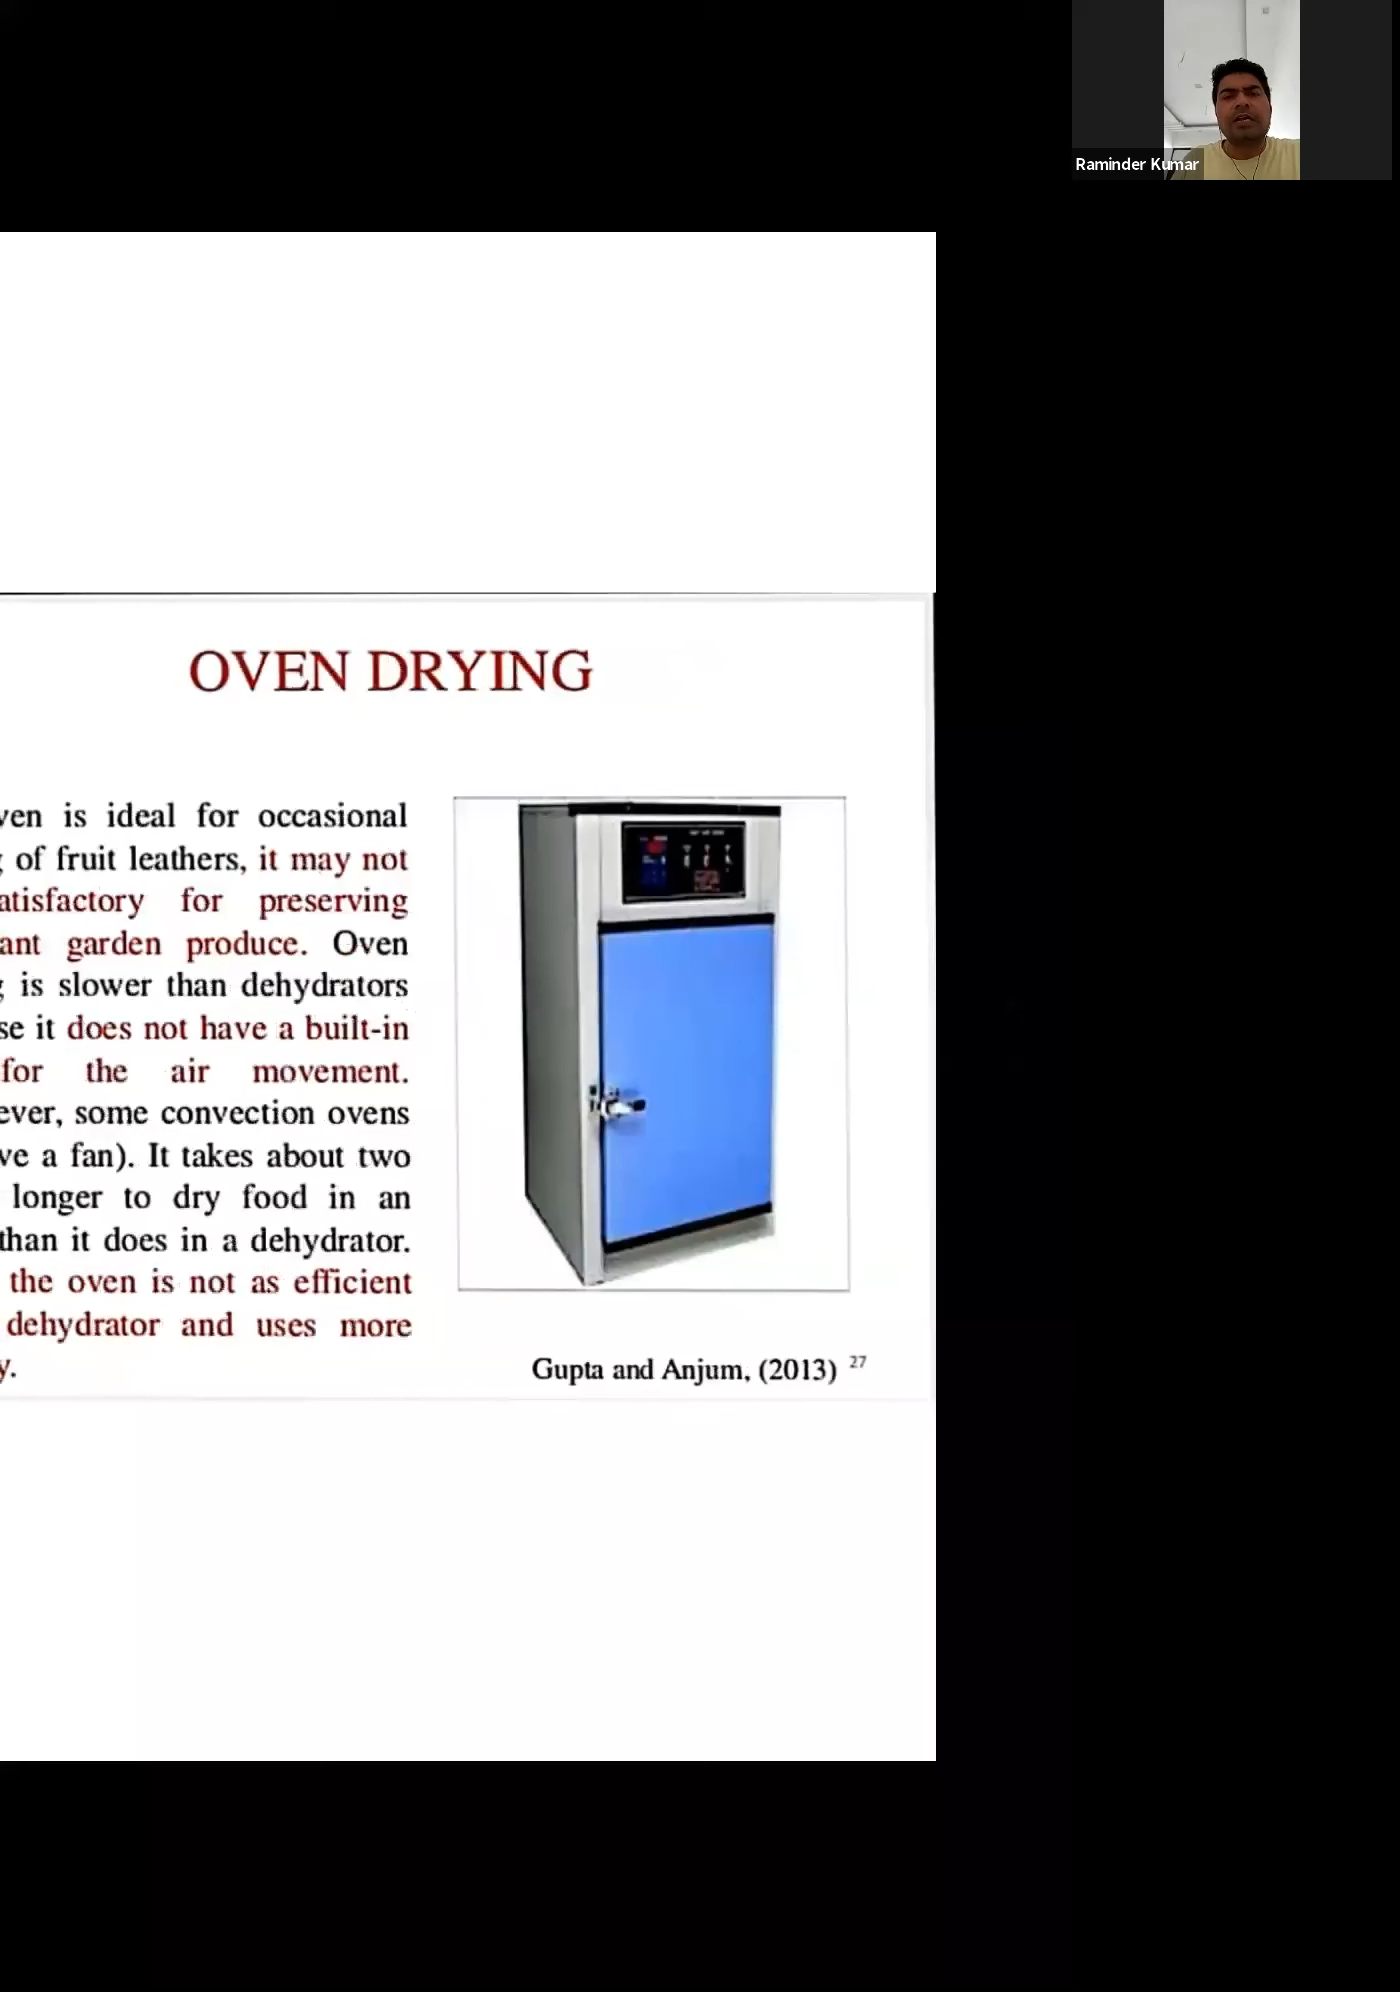 Raminder Kumar
OVEN DRYING
ven is ideal for occasional
g of fruit leathers, it may not
atisfactory for preserving
ant garden produce. Oven
g is slower than dehydrators
se it does not have a built-in
for the air movement.
ever, some convection ovens
ve a fan). It takes about two
longer to dry food in an
than it does in a dehydrator.
the oven is not as efficient
dehydrator and uses more
y.
Gupta and Anjum, (2013) 27